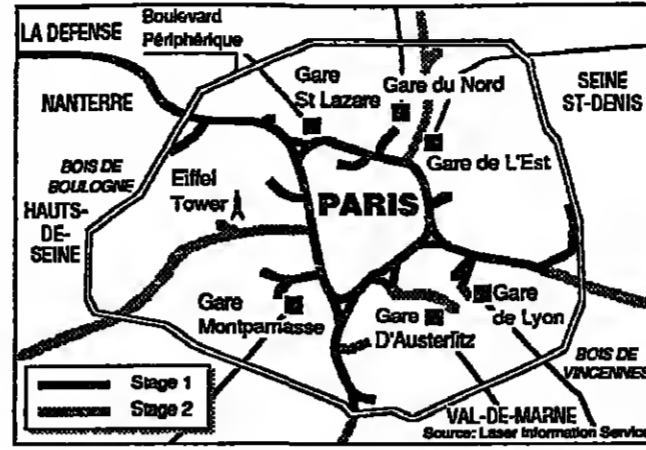 LA DEFENSE
Boulevard
Périphérique
NANTERRE
Gare
St Lazare
Gare du Nord
SEINE
ST-DENIS
BOIS DE
BOULOGNE
Eiffel
Tower
Gare de L'Est
HAUTS-
DE-
SEINE
PARIS
Gare
Montparnasse
Gare
D'Austerlitz
Gare
de Lyon
BOIS DE
VINCENNES
Stage 1
Stage 2
VAL-DE-MARNE
Source: Laser Information Service